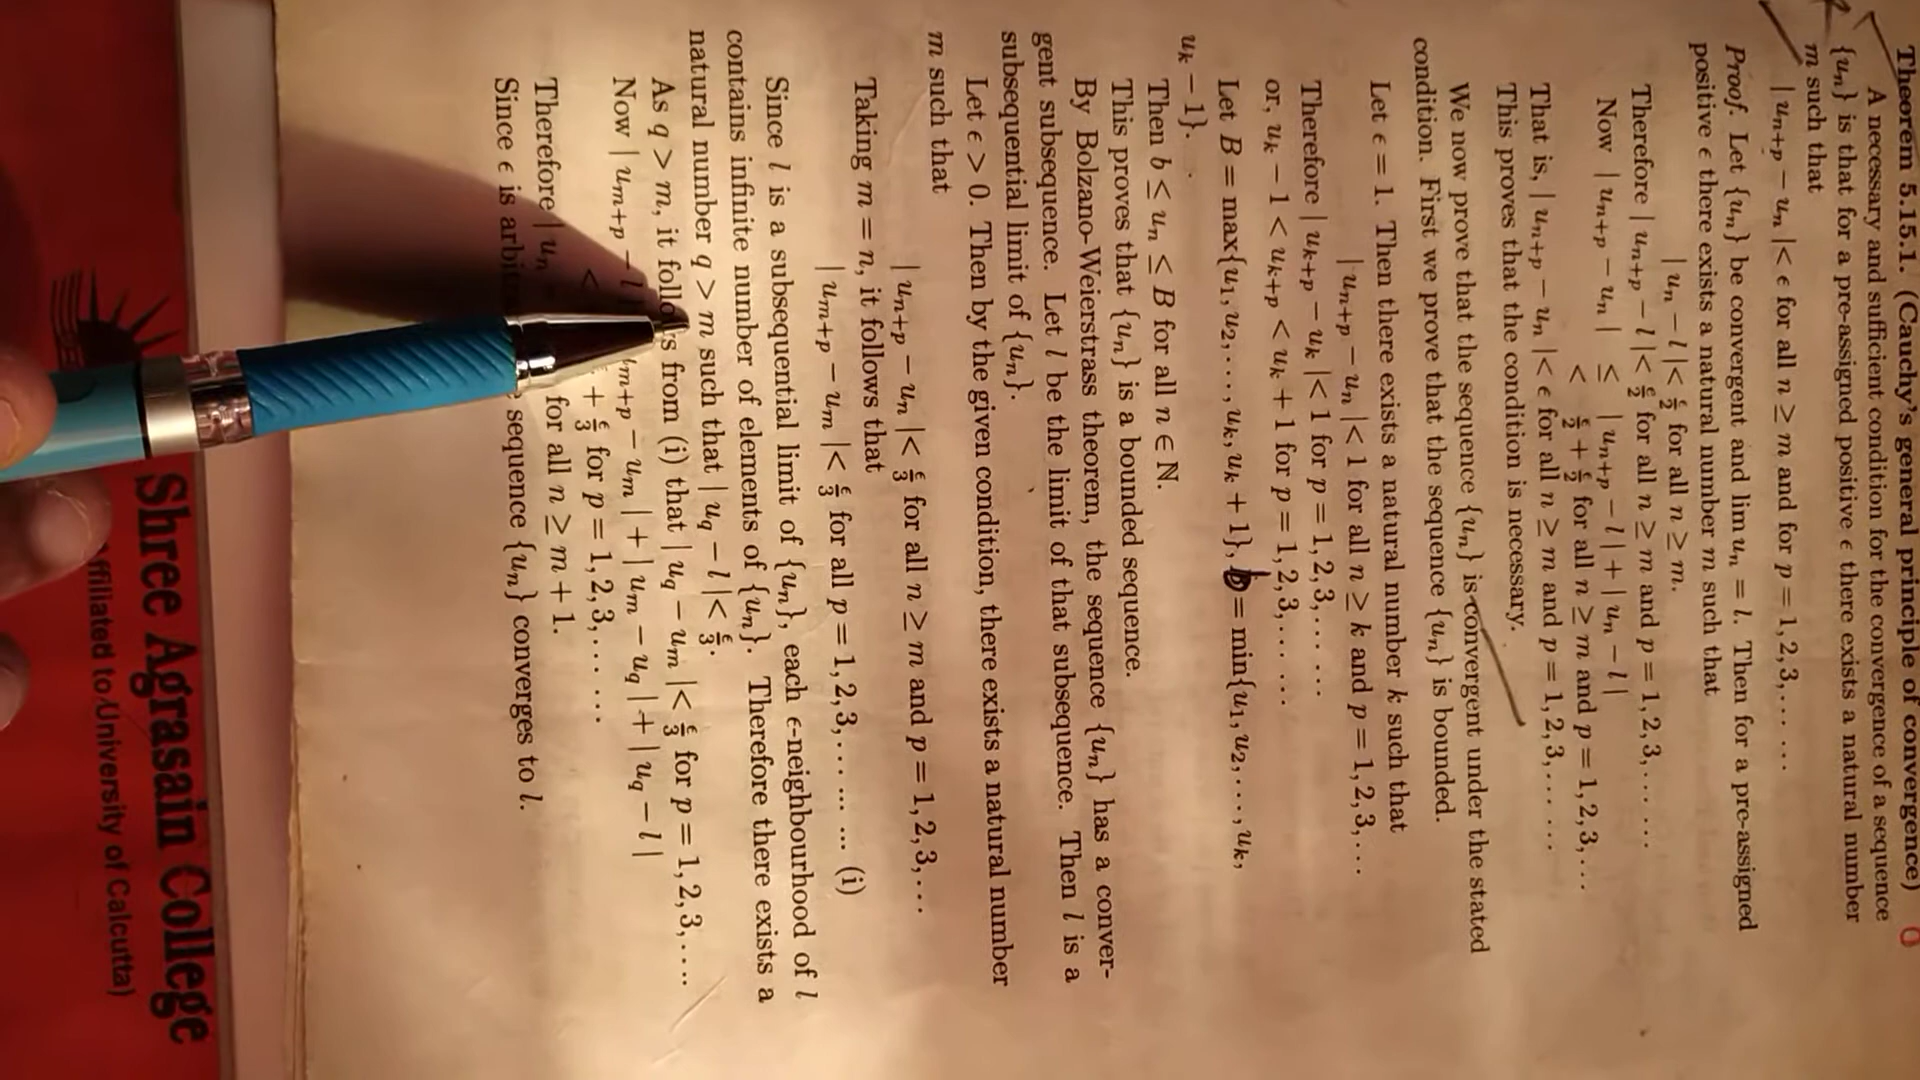 Theorem 5.15.1. (Cauchy's general principle of convergence)
A necessary and sufficient condition for the convergence of a sequence
{uₙ} is that for a pre-assigned positive ϵ there exists a natural number
m such that
| uₙ₊ₚ − uₙ |< ϵ for all n ≥ m and for p = 1, 2, 3, . . . . . .
Proof. Let {uₙ} be convergent and lim uₙ = l. Then for a pre-assigned
positive ϵ there exists a natural number m such that
| uₙ − l |< ϵ/2 for all n ≥ m.
Therefore | uₙ₊ₚ − l |< ϵ/2 for all n ≥ m and p = 1, 2, 3, . . . . . .
Now | uₙ₊ₚ − uₙ | ≤ | uₙ₊ₚ − l | + | uₙ − l |
< ϵ/2 + ϵ/2 for all n ≥ m and p = 1, 2, 3, . . .
That is, | uₙ₊ₚ − uₙ |< ϵ for all n ≥ m and p = 1, 2, 3, . . . . . .
This proves that the condition is necessary.
We now prove that the sequence {uₙ} is convergent under the stated
condition. First we prove that the sequence {uₙ} is bounded.
Let ϵ = 1. Then there exists a natural number k such that
| uₙ₊ₚ − uₙ |< 1 for all n ≥ k and p = 1, 2, 3, . . .
Therefore | uₖ₊ₚ − uₖ |< 1 for p = 1, 2, 3, . . . . . .
or, uₖ − 1 < uₖ₊ₚ < uₖ + 1 for p = 1, 2, 3, . . . . . .
Let B = max{u₁, u₂, . . . , uₖ, uₖ + 1}, b = min{u₁, u₂, . . . , uₖ,
uₖ − 1}.
Then b ≤ uₙ ≤ B for all n ∈ ℕ.
This proves that {uₙ} is a bounded sequence.
By Bolzano-Weierstrass theorem, the sequence {uₙ} has a conver-
gent subsequence. Let l be the limit of that subsequence. Then l is a
subsequential limit of {uₙ}.
Let ϵ > 0. Then by the given condition, there exists a natural number
m such that
| uₙ₊ₚ − uₙ |< ϵ/3 for all n ≥ m and p = 1, 2, 3, . . .
Taking m = n, it follows that
| uₘ₊ₚ − uₘ |< ϵ/3 for all p = 1, 2, 3, . . . . . . . . . (i)
Since l is a subsequential limit of {uₙ}, each ϵ-neighbourhood of l
contains infinite number of elements of {uₙ}. Therefore there exists a
natural number q > m such that | u_q − l |< ϵ/3.
As q > m, it follows from (i) that | u_q − uₘ |< ϵ/3 for p = 1, 2, 3, . . . .
Now | uₘ₊ₚ − l uₘ₊ₚ − uₘ | + | uₘ − u_q | + | u_q − l |
< + ϵ/3 for p = 1, 2, 3, . . . . . .
Therefore | uₙ for all n ≥ m + 1.
Since ϵ is sequence {uₙ} converges to l.
Shree Agrasain College
ffiliated to University of Calcutta)